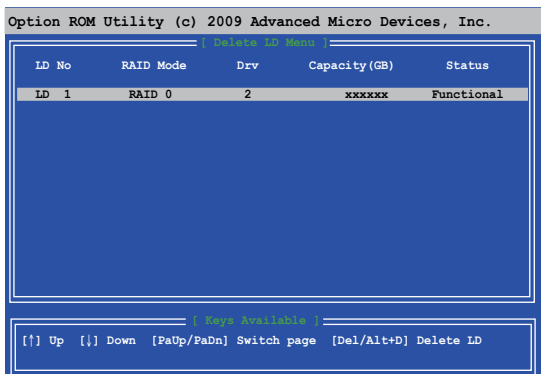 Option ROM Utility (c) 2009 Advanced Micro Devices, Inc.
[ Delete LD Menu ]
LD No RAID Mode Drv Capacity(GB) Status
LD 1 RAID 0 2 xxxxxx Functional
[ Keys Available ]
[↑] Up [↓] Down [PaUp/PaDn] Switch page [Del/Alt+D] Delete LD